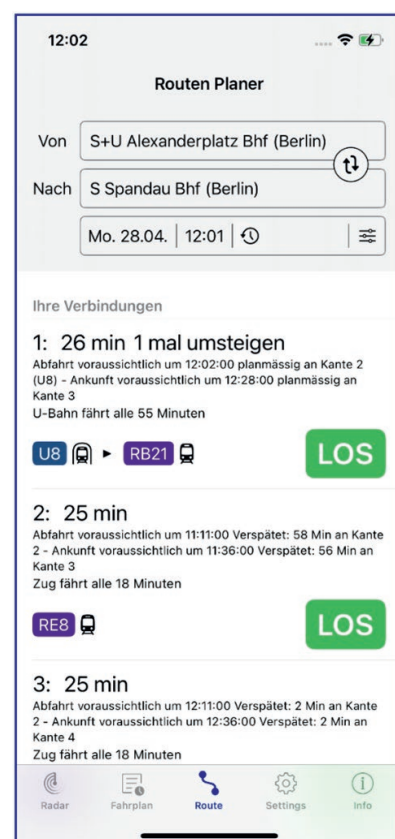 12:02
Routen Planer
Von S+U Alexanderplatz Bhf (Berlin)
Nach S Spandau Bhf (Berlin)
Mo. 28.04. | 12:01
Ihre Verbindungen
1: 26 min 1 mal umsteigen
Abfahrt voraussichtlich um 12:02:00 planmässig an Kante 2
(U8) - Ankunft voraussichtlich um 12:28:00 planmässig an
Kante 3
U-Bahn fährt alle 55 Minuten
U8 ▸ RB21 LOS
2: 25 min
Abfahrt voraussichtlich um 11:11:00 Verspätet: 58 Min an Kante
2 - Ankunft voraussichtlich um 11:36:00 Verspätet: 56 Min an
Kante 3
Zug fährt alle 18 Minuten
RE8 LOS
3: 25 min
Abfahrt voraussichtlich um 12:11:00 Verspätet: 2 Min an Kante
2 - Ankunft voraussichtlich um 12:36:00 Verspätet: 2 Min an
Kante 4
Zug fährt alle 18 Minuten
Radar Fahrplan Route Settings Info